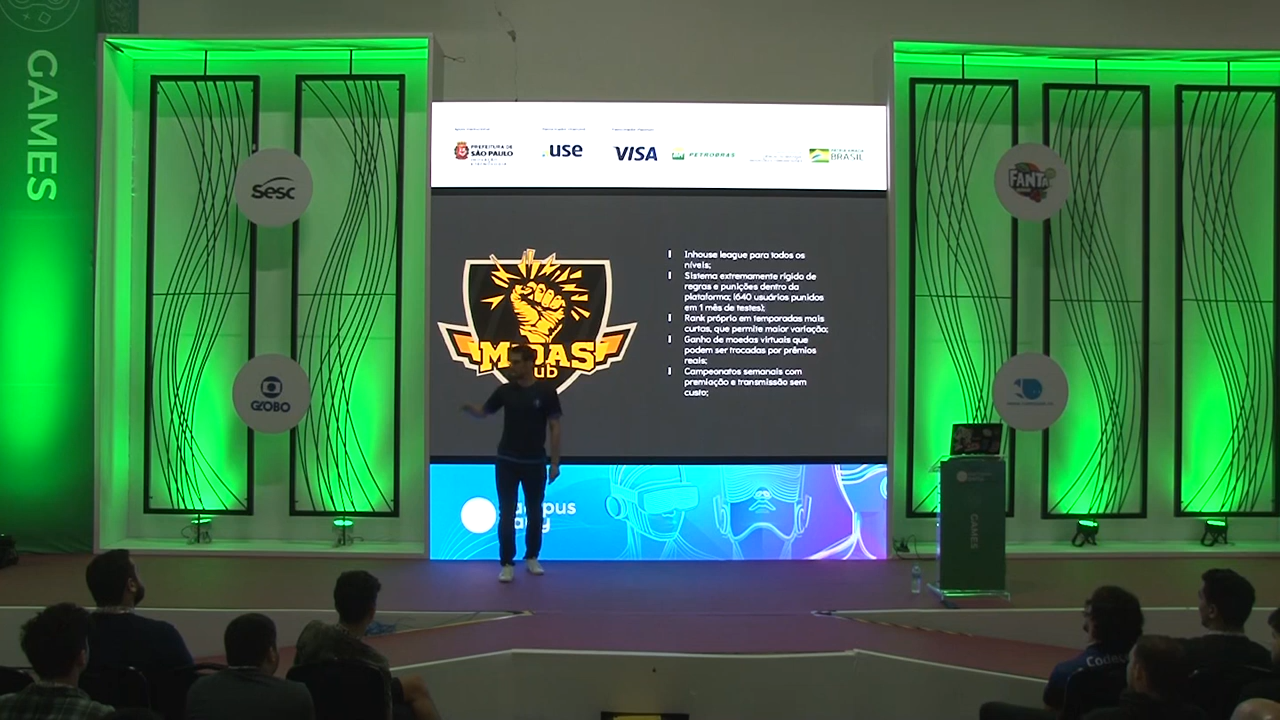 GAMES
Sesc
GLOBO
PREFEITURA DE
SÃO PAULO
.use
VISA
BR PETROBRAS
BRASIL
MIDAS
Inhouse league para todos os
níveis;
Sistema extremamente rígido de
regras e punições dentro da
plataforma; (640 usuários punidos
em 1 mês de testes);
Rank próprio em temporadas mais
curtas, que permite maior variação;
Ganho de moedas virtuais que
podem ser trocadas por prêmios
reais;
Campeonatos semanais com
premiação e transmissão sem
custo;
FANTA
GAMES